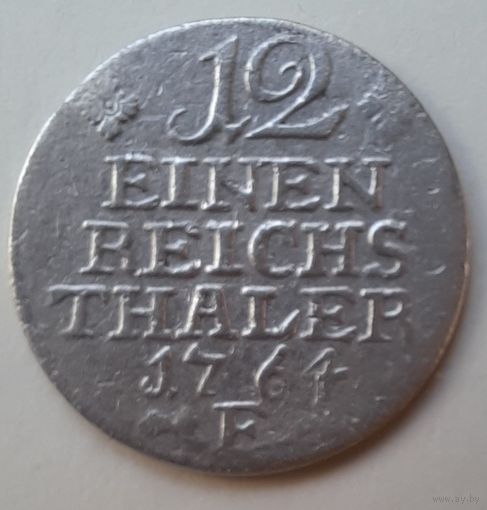 12
EINEN
REICHS
THALER
1764
F
www.ay.by